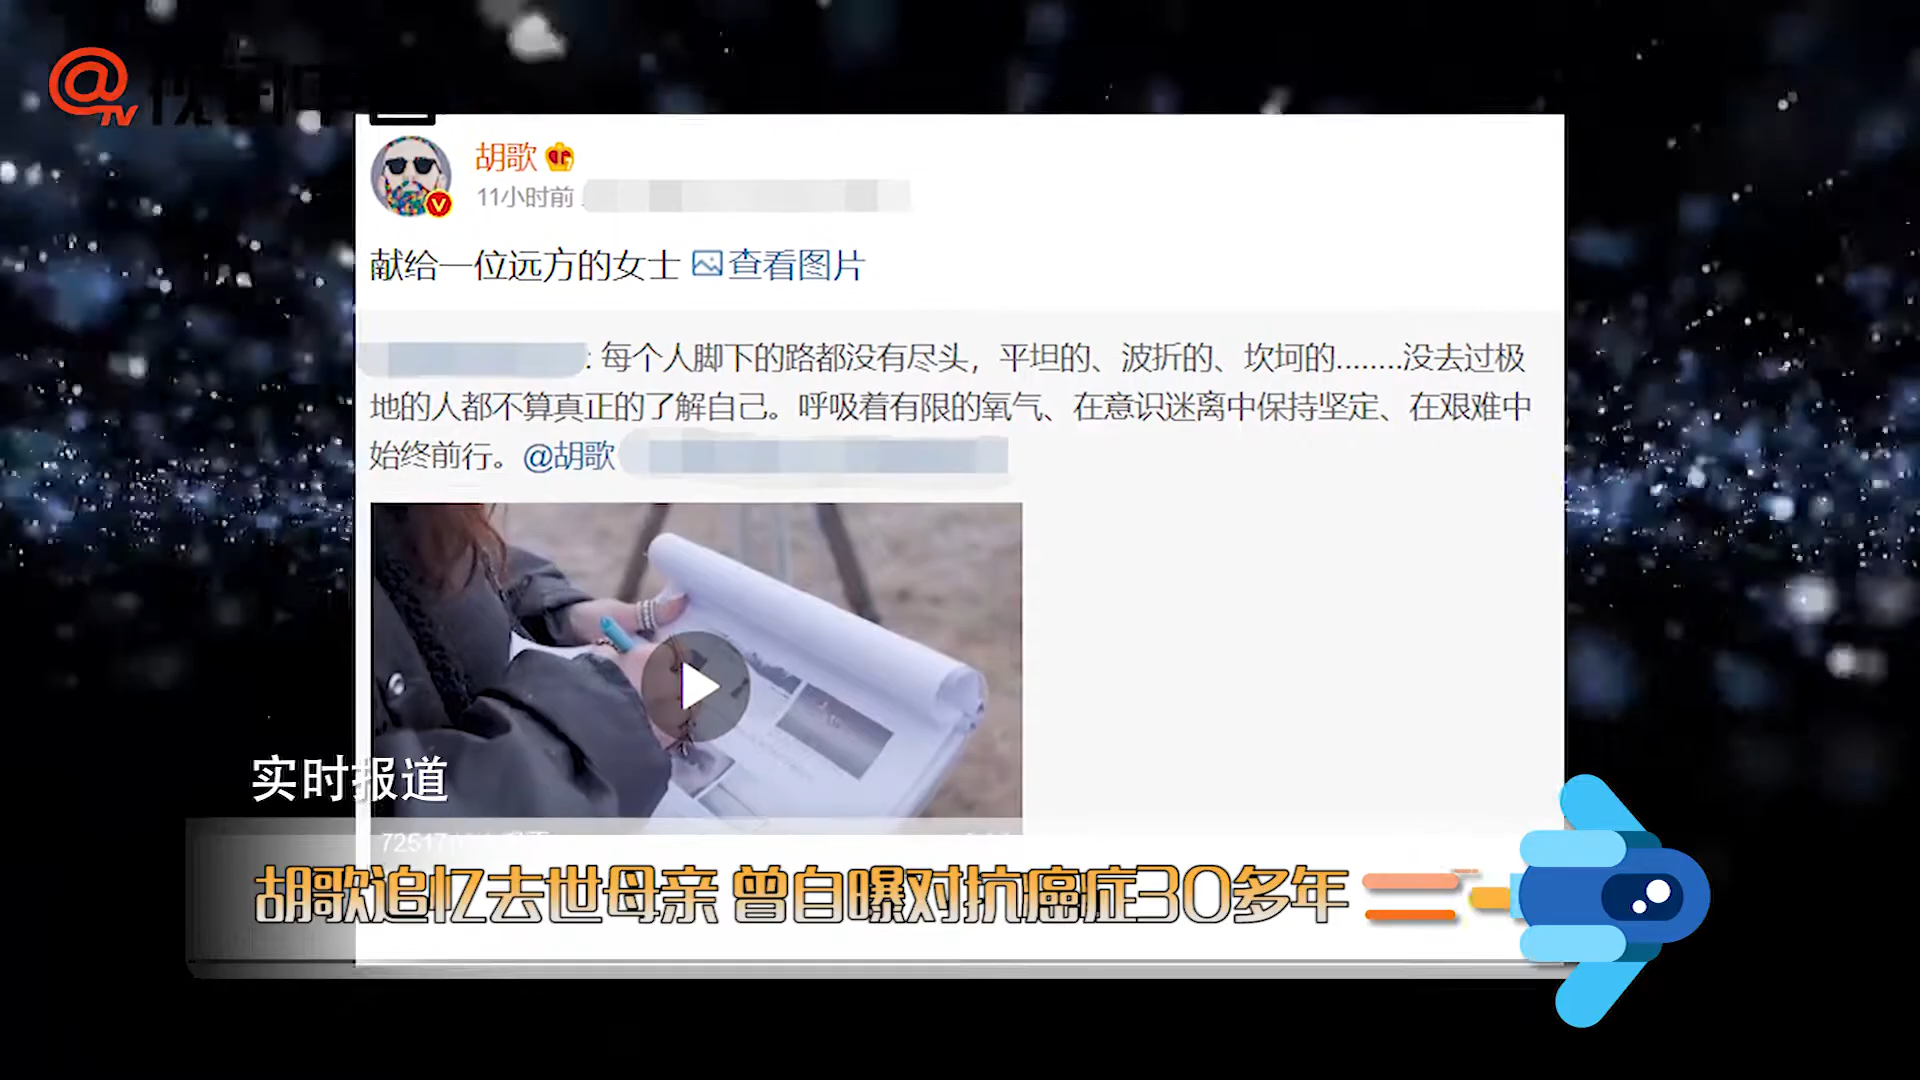 @TV
胡歌
11小时前
献给一位远方的女士 查看图片
: 每个人脚下的路都没有尽头，平坦的、波折的、坎坷的........没去过极
地的人都不算真正的了解自己。呼吸着有限的氧气、在意识迷离中保持坚定、在艰难中
始终前行。@胡歌
实时报道
72517
胡歌追忆去世母亲 曾自曝对抗癌症30多年